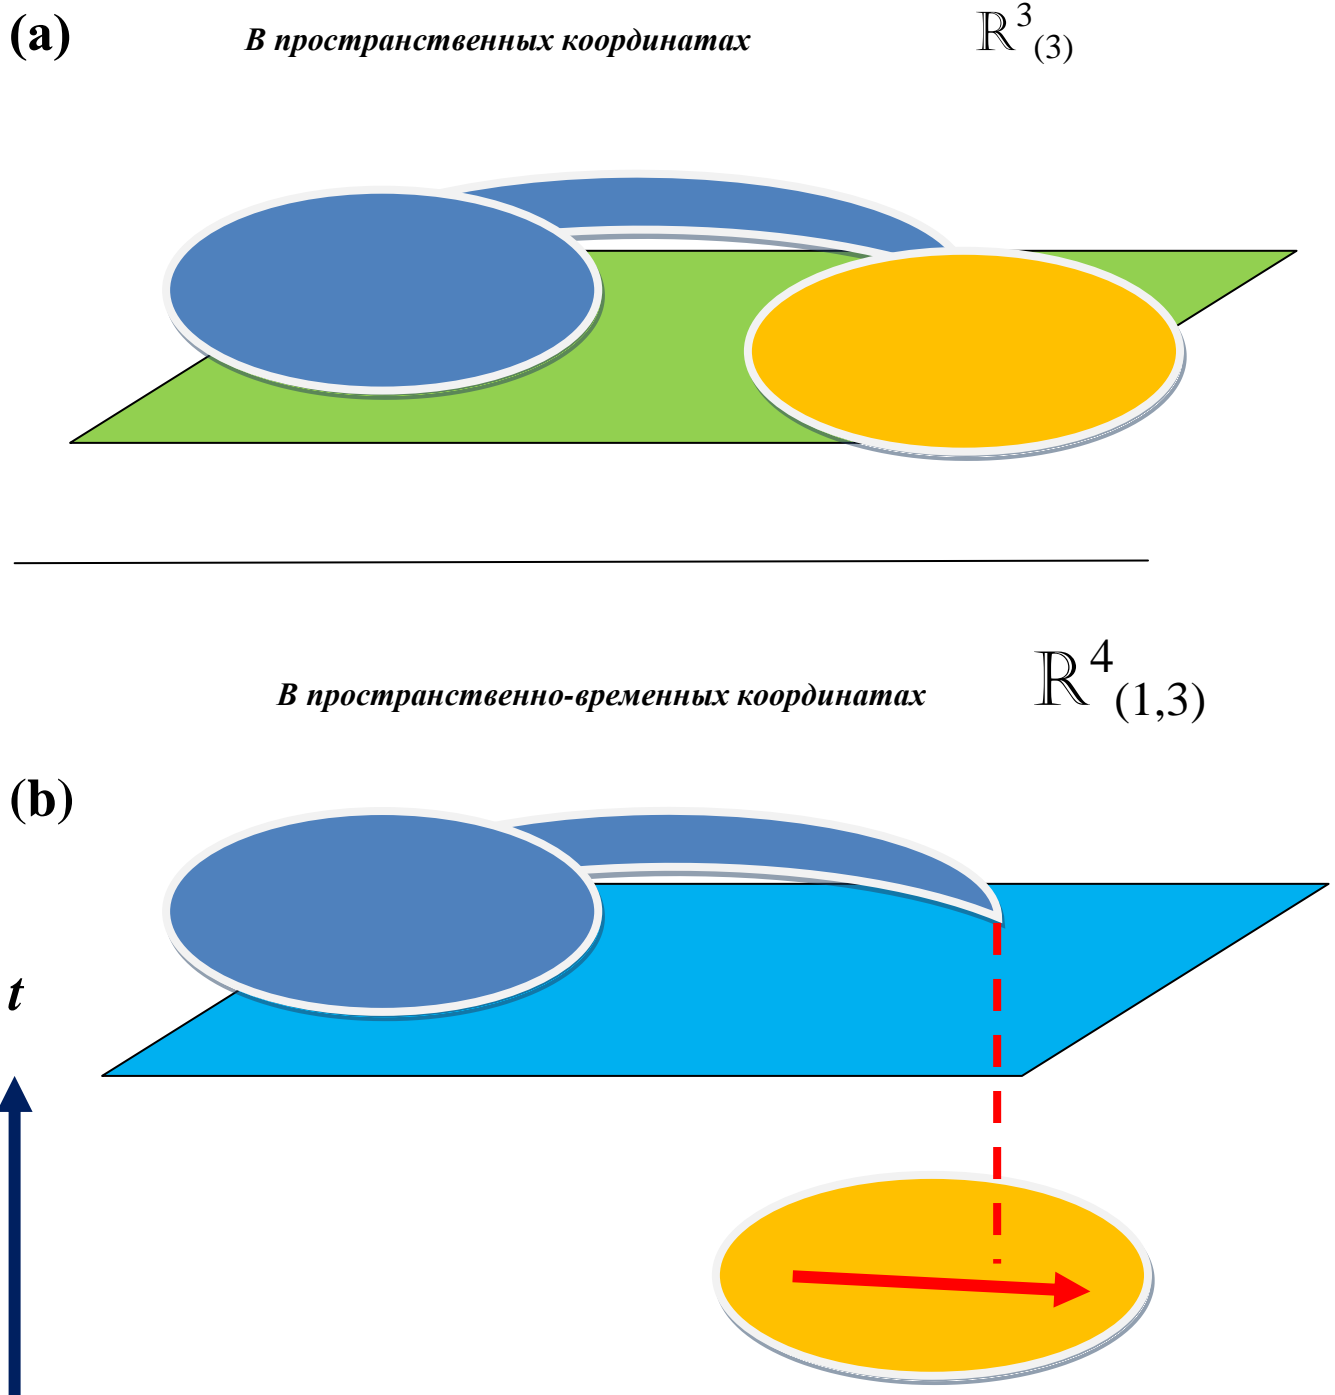 (a)
В пространственных координатах ℝ³₍₃₎
В пространственно-временных координатах ℝ⁴₍₁,₃₎
(b)
t